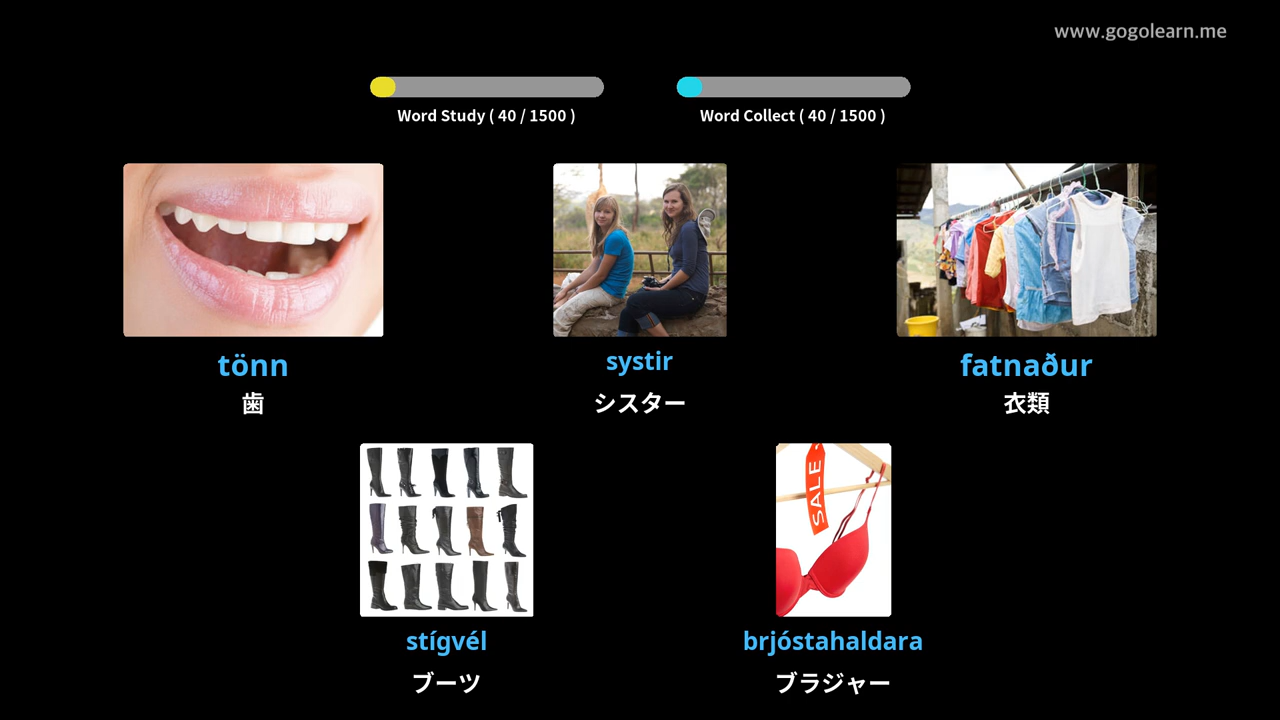 www.gogolearn.me
Word Study ( 40 / 1500 )
Word Collect ( 40 / 1500 )
tönn
歯
systir
シスター
fatnaður
衣類
stígvél
ブーツ
SALE
brjóstahaldara
ブラジャー